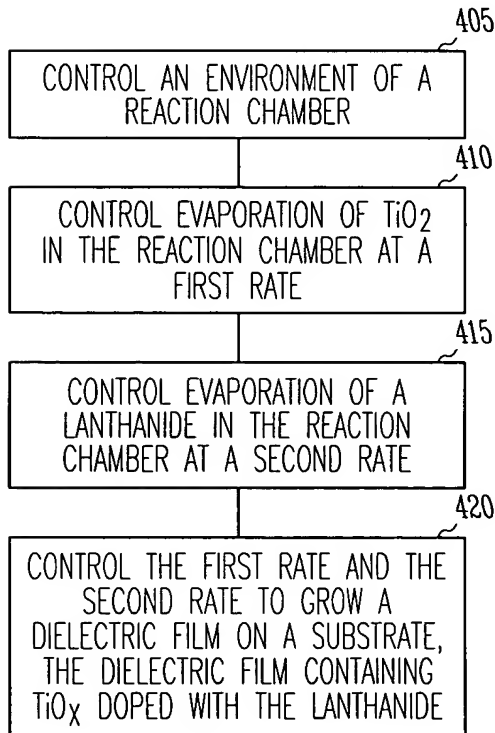 405
CONTROL AN ENVIRONMENT OF A
REACTION CHAMBER
410
CONTROL EVAPORATION OF TiO2
IN THE REACTION CHAMBER AT A
FIRST RATE
415
CONTROL EVAPORATION OF A
LANTHANIDE IN THE REACTION
CHAMBER AT A SECOND RATE
420
CONTROL THE FIRST RATE AND THE
SECOND RATE TO GROW A
DIELECTRIC FILM ON A SUBSTRATE,
THE DIELECTRIC FILM CONTAINING
TiOX DOPED WITH THE LANTHANIDE